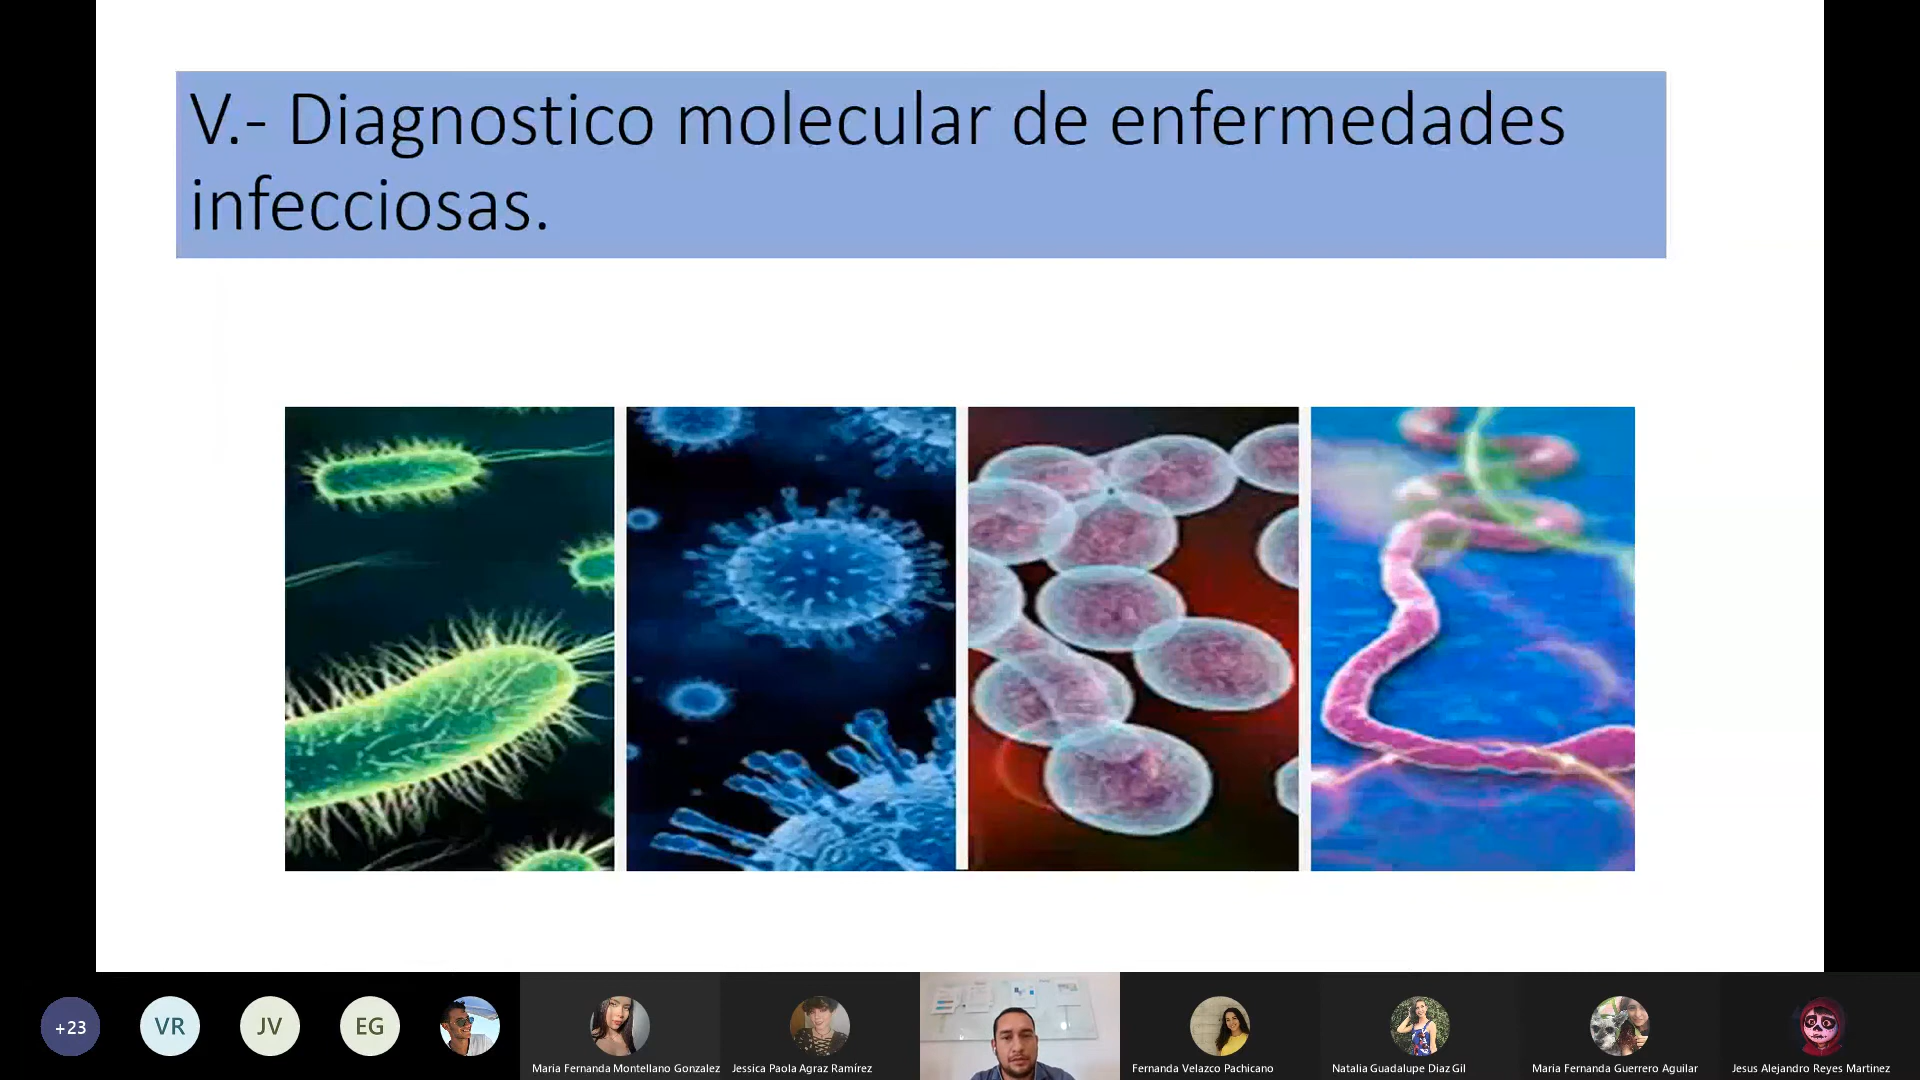 V.- Diagnostico molecular de enfermedades
infecciosas.
+23
VR
JV
EG
Maria Fernanda Montellano Gonzalez
Jessica Paola Agraz Ramírez
Fernanda Velazco Pachicano
Natalia Guadalupe Diaz Gil
Maria Fernanda Guerrero Aguilar
Jesus Alejandro Reyes Martinez